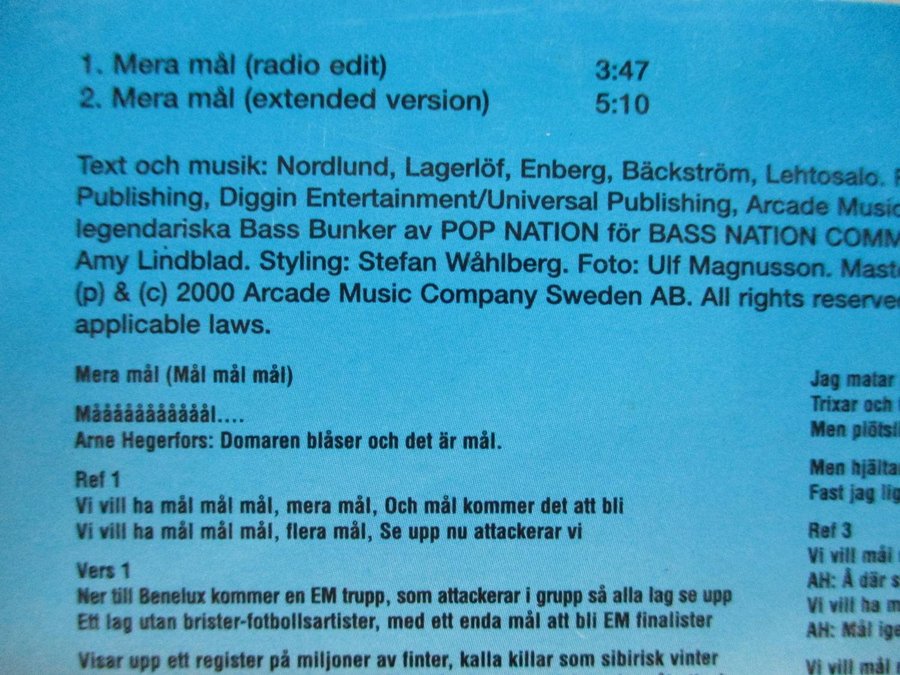 1. Mera mål (radio edit) 3:47
2. Mera mål (extended version) 5:10
Text och musik: Nordlund, Lagerlöf, Enberg, Bäckström, Lehtosalo.
Publishing, Diggin Entertainment/Universal Publishing, Arcade Music
legendariska Bass Bunker av POP NATION för BASS NATION COMM
Amy Lindblad. Styling: Stefan Wåhlberg. Foto: Ulf Magnusson. Mast
(p) & (c) 2000 Arcade Music Company Sweden AB. All rights reserved
applicable laws.
Mera mål (Mål mål mål)
Mååååååååååål....
Arne Hegerfors: Domaren blåser och det är mål.
Ref 1
Vi vill ha mål mål mål, mera mål, Och mål kommer det att bli
Vi vill ha mål mål mål, flera mål, Se upp nu attackerar vi
Vers 1
Ner till Benelux kommer en EM trupp, som attackerar i grupp så alla lag se upp
Ett lag utan brister-fotbollsartister, med ett enda mål att bli EM finalister
Visar upp ett register på miljoner av finter, kalla killar som sibirisk vinter
Jag matar
Trixar och
Men plötsli
Men hjälta
Fast jag lig
Ref 3
Vi vill mål
AH: Å där s
Vi vill ha m
AH: Mål ige
Vi vill mål